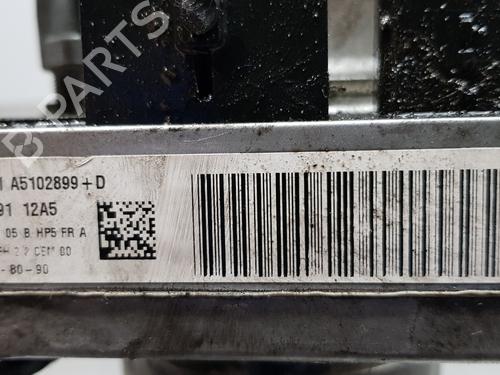 A5102899+D
91 12A5
05 B HP5 FR A
- 80-90
B-PARTS